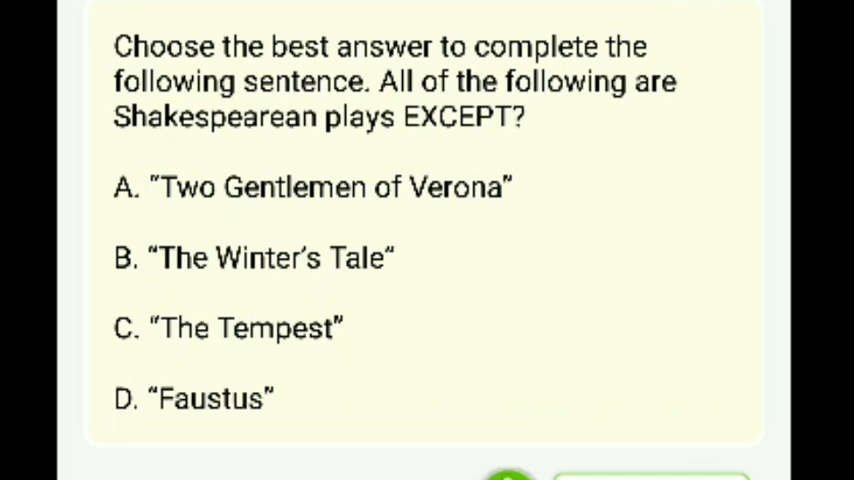 Choose the best answer to complete the
following sentence. All of the following are
Shakespearean plays EXCEPT?
A. “Two Gentlemen of Verona”
B. “The Winter’s Tale“
C. “The Tempest”
D. “Faustus”